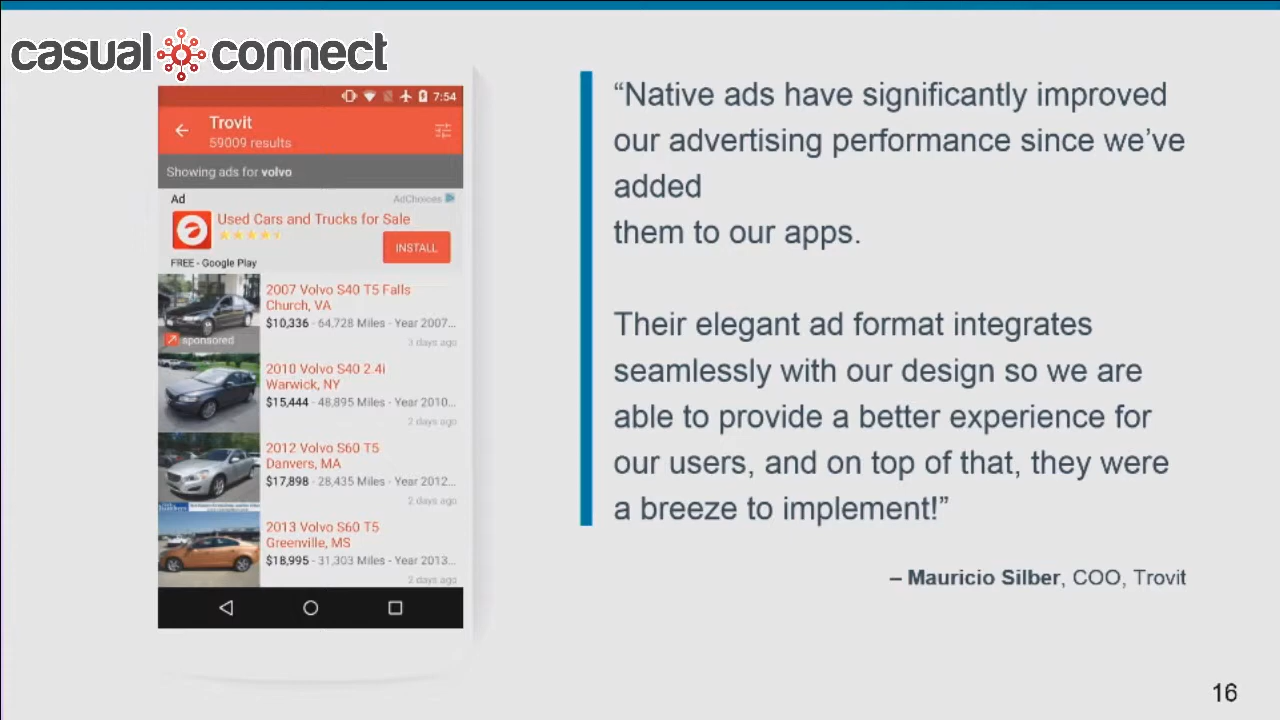 casual connect
7:54
Trovit
59009 results
Showing ads for volvo
Ad
AdChoices
Used Cars and Trucks for Sale
INSTALL
FREE - Google Play
2007 Volvo S40 T5 Falls
Church, VA
$10,336 - 64,728 Miles - Year 2007...
sponsored
3 days ago
2010 Volvo S40 2.4i
Warwick, NY
$15,444 - 48,895 Miles - Year 2010...
2 days ago
2012 Volvo S60 T5
Danvers, MA
$17,898 - 28,435 Miles - Year 2012...
2 days ago
2013 Volvo S60 T5
Greenville, MS
$18,995 - 31,303 Miles - Year 2013...
2 days ago
“Native ads have significantly improved
our advertising performance since we’ve
added
them to our apps.
Their elegant ad format integrates
seamlessly with our design so we are
able to provide a better experience for
our users, and on top of that, they were
a breeze to implement!”
– Mauricio Silber, COO, Trovit
16